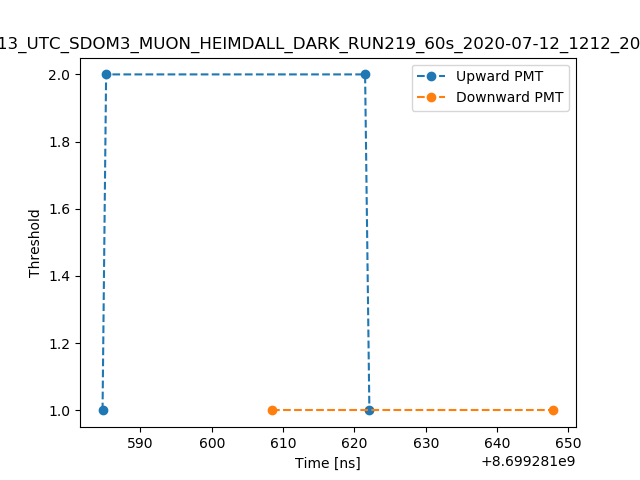 13_UTC_SDOM3_MUON_HEIMDALL_DARK_RUN219_60s_2020-07-12_1212_20
Upward PMT
Downward PMT
2.0
1.8
1.6
1.4
1.2
1.0
Threshold
590 600 610 620 630 640 650
Time [ns]
+8.699281e9